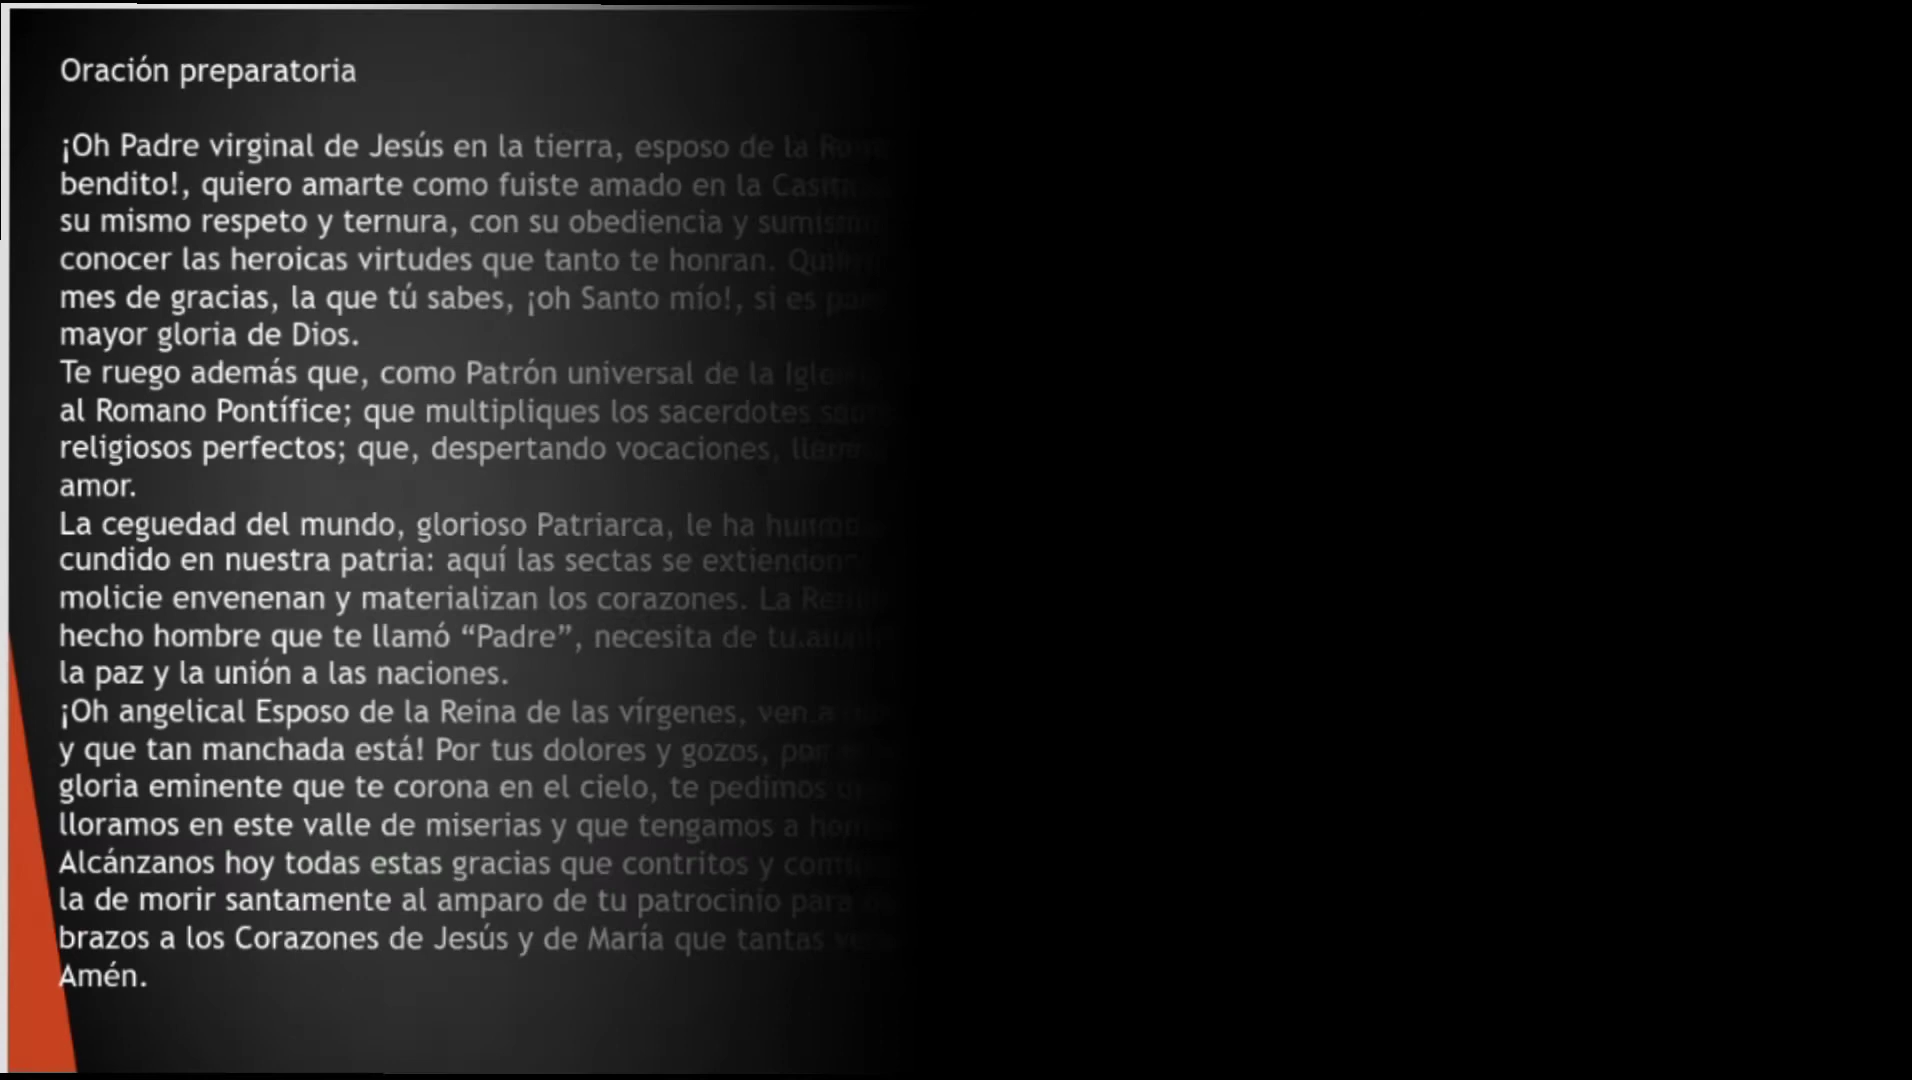 Oración preparatoria
¡Oh Padre virginal de Jesús en la tierra, esposo de la
bendito!, quiero amarte como fuiste amado en la Casita
su mismo respeto y ternura, con su obediencia y
conocer las heroicas virtudes que tanto te honran.
mes de gracias, la que tú sabes, ¡oh Santo mío!, si es para
mayor gloria de Dios.
Te ruego además que, como Patrón universal de la
al Romano Pontífice; que multipliques los sacerdotes
religiosos perfectos; que, despertando vocaciones,
amor.
La ceguedad del mundo, glorioso Patriarca, le ha
cundido en nuestra patria: aquí las sectas se extienden
molicie envenenan y materializan los corazones. La
hecho hombre que te llamó “Padre”, necesita de tu
la paz y la unión a las naciones.
¡Oh angelical Esposo de la Reina de las vírgenes, ven a
y que tan manchada está! Por tus dolores y gozos, por
gloria eminente que te corona en el cielo, te pedimos
lloramos en este valle de miserias y que tengamos a
Alcánzanos hoy todas estas gracias que contritos y
la de morir santamente al amparo de tu patrocinio para
brazos a los Corazones de Jesús y de María que tantas
Amén.